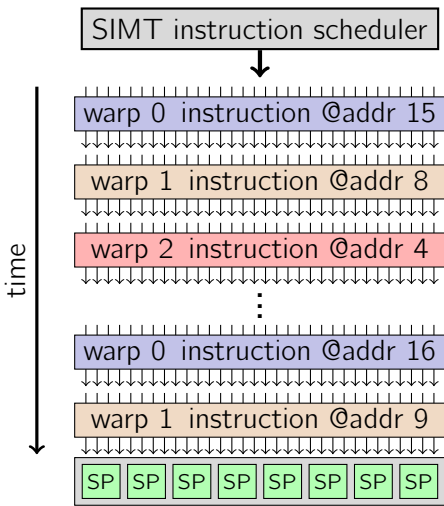 SIMT instruction scheduler
time
warp 0 instruction @addr 15
warp 1 instruction @addr 8
warp 2 instruction @addr 4
⋮
warp 0 instruction @addr 16
warp 1 instruction @addr 9
SP SP SP SP SP SP SP SP